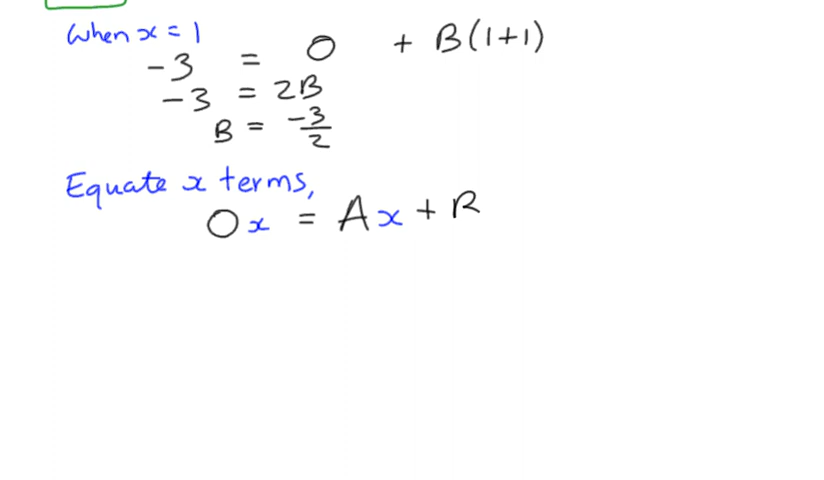 when x = 1
-3 = 0 + B(1+1)
-3 = 2B
B = -3/2
Equate x terms,
0x = Ax + B